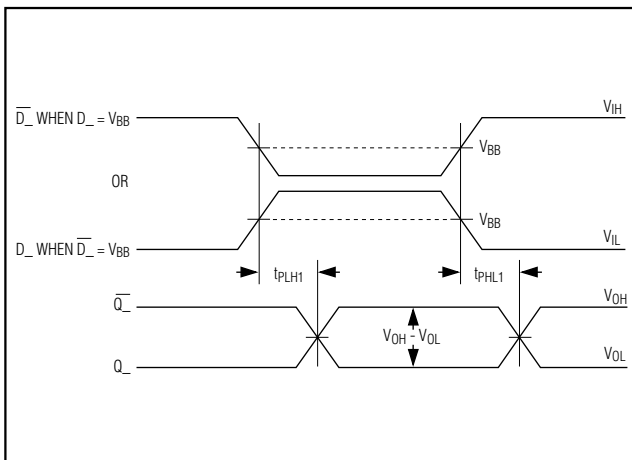 D̅_ WHEN D_ = VBB
VIH
VBB
OR
VBB
D_ WHEN D̅_ = VBB
VIL
tPLH1
tPHL1
Q̅_
VOH
VOH - VOL
Q_
VOL